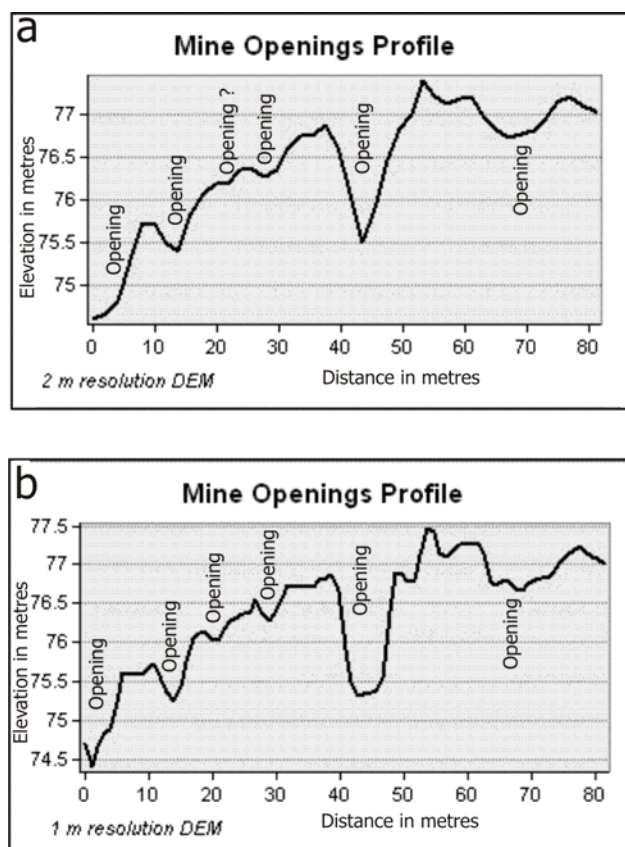 a
Mine Openings Profile
Elevation in metres
77
76.5
76
75.5
75
Opening
Opening
Opening ?
Opening
Opening
Opening
0 10 20 30 40 50 60 70 80
2 m resolution DEM
Distance in metres
b
Mine Openings Profile
Elevation in metres
77.5
77
76.5
76
75.5
75
74.5
Opening
Opening
Opening
Opening
Opening
Opening
0 10 20 30 40 50 60 70 80
1 m resolution DEM
Distance in metres